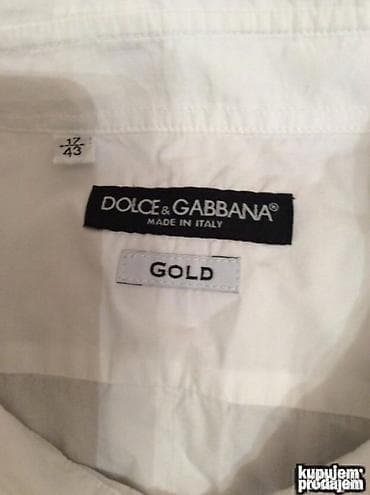 17
43
DOLCE & GABBANA®
MADE IN ITALY
GOLD
kupujem
prodajem